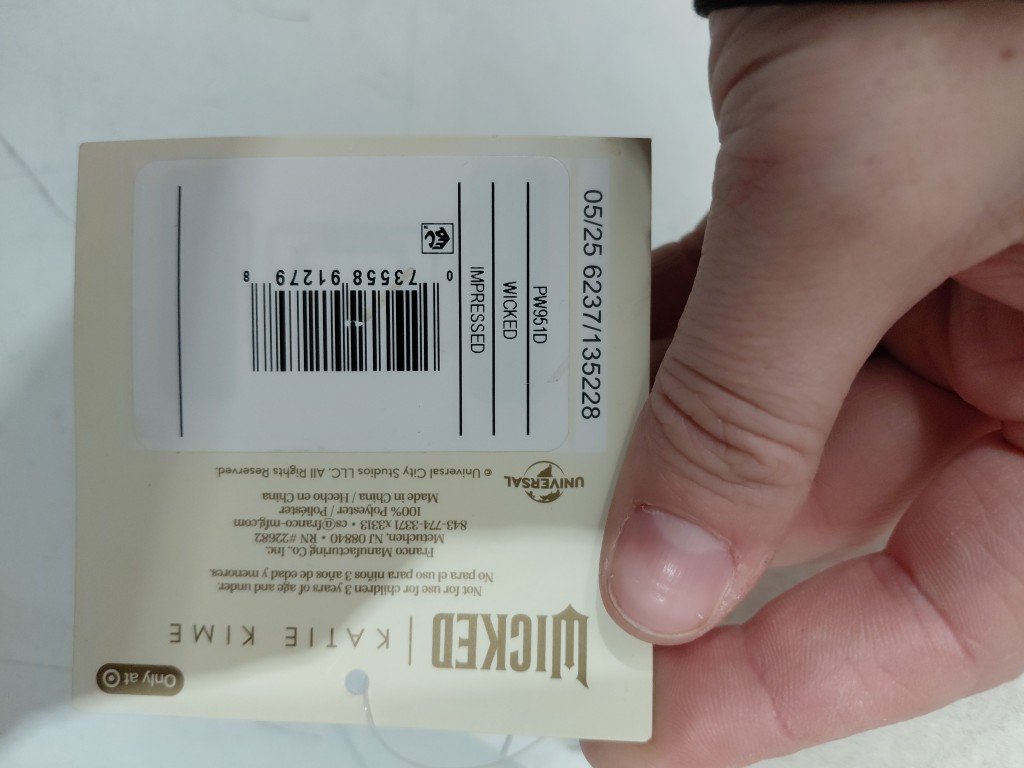 Only at
WICKED | KATIE KIME
Not for use for children 3 years of age and under.
No para el uso para niños 3 años de edad y menores.
Franco Manufacturing Co., Inc.
Metuchen, NJ 08840 • RN # 22682
843-774-3371 x3313 • cs@franco-mfg.com
100% Polyester / Poliéster
Made in China / Hecho en China
UNIVERSAL
© Universal City Studios LLC. All Rights Reserved.
05/25 6237/135228
PW951D
WICKED
IMPRESSED
0 73558 91279 8